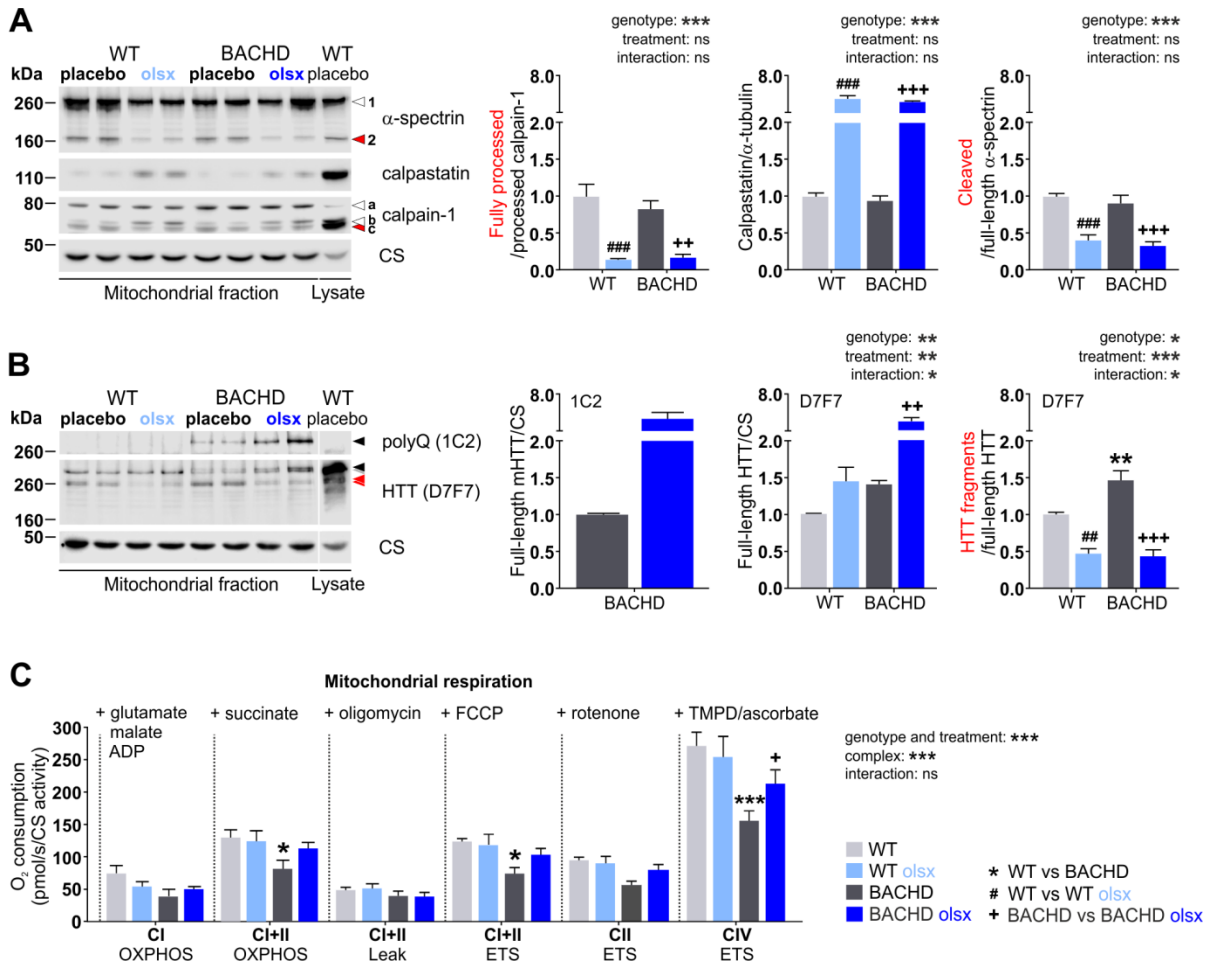 A
WT BACHD WT
kDa placebo olsx placebo olsx placebo
260
1
α-spectrin
160
2
110
calpastatin
80
a
calpain-1
b
c
50
CS
Mitochondrial fraction Lysate
genotype: ***
treatment: ns
interaction: ns
Fully processed
/processed calpain-1
8.0
2.0
1.0
0.5
0.0
###
++
WT BACHD
genotype: ***
treatment: ns
interaction: ns
Calpastatin/α-tubulin
8.0
2.0
1.0
0.5
0.0
###
+++
WT BACHD
genotype: ***
treatment: ns
interaction: ns
Cleaved
/full-length α-spectrin
8.0
2.0
1.0
0.5
0.0
###
+++
WT BACHD
B
WT BACHD WT
kDa placebo olsx placebo olsx placebo
polyQ (1C2)
260
260
HTT (D7F7)
160
50
CS
Mitochondrial fraction Lysate
1C2
Full-length mHTT/CS
8.0
2.0
1.5
1.0
0.5
0.0
BACHD
genotype: **
treatment: **
interaction: *
D7F7
Full-length HTT/CS
8.0
2.0
1.5
1.0
0.5
0.0
++
WT BACHD
genotype: *
treatment: ***
interaction: *
D7F7
HTT fragments
/full-length HTT
8.0
2.0
1.5
1.0
0.5
0.0
##
**
+++
WT BACHD
C
Mitochondrial respiration
+ glutamate
malate
ADP
+ succinate
+ oligomycin
+ FCCP
+ rotenone
+ TMPD/ascorbate
O2 consumption
(pmol/s/CS activity)
300
250
200
150
100
50
0
*
*
***
+
CI CI+II CI+II CI+II CII CIV
OXPHOS OXPHOS Leak ETS ETS ETS
genotype and treatment: ***
complex: ***
interaction: ns
WT
WT olsx
BACHD
BACHD olsx
* WT vs BACHD
# WT vs WT olsx
+ BACHD vs BACHD olsx